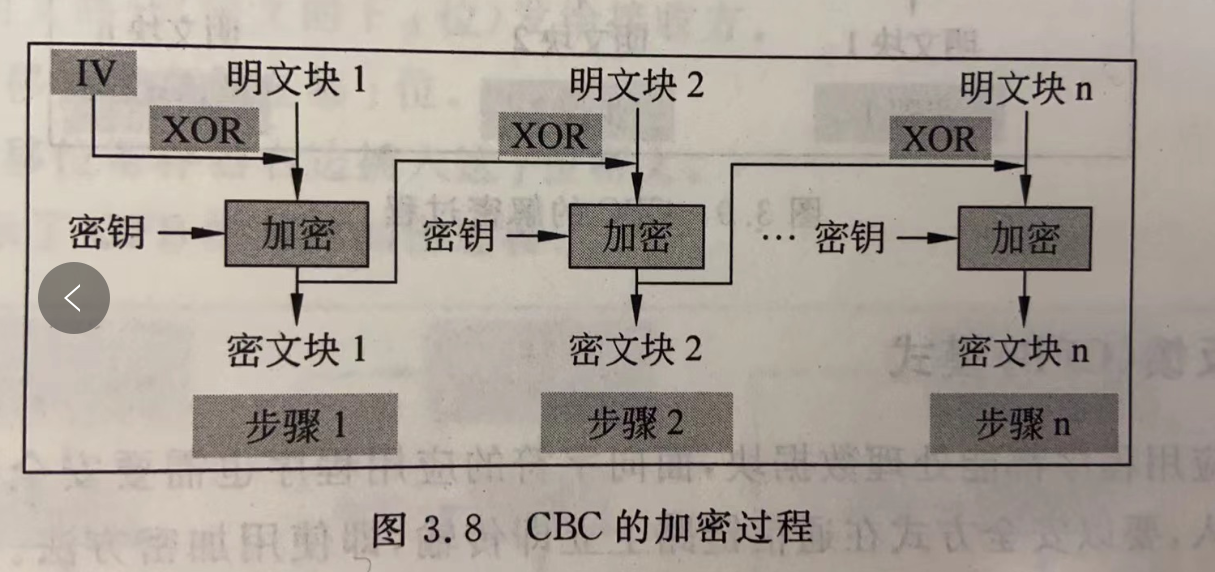 IV 明文块 1 明文块 2 明文块 n
XOR XOR XOR
密钥 加密 密钥 加密 … 密钥 加密
密文块 1 密文块 2 密文块 n
步骤 1 步骤 2 步骤 n
图 3.8 CBC 的加密过程